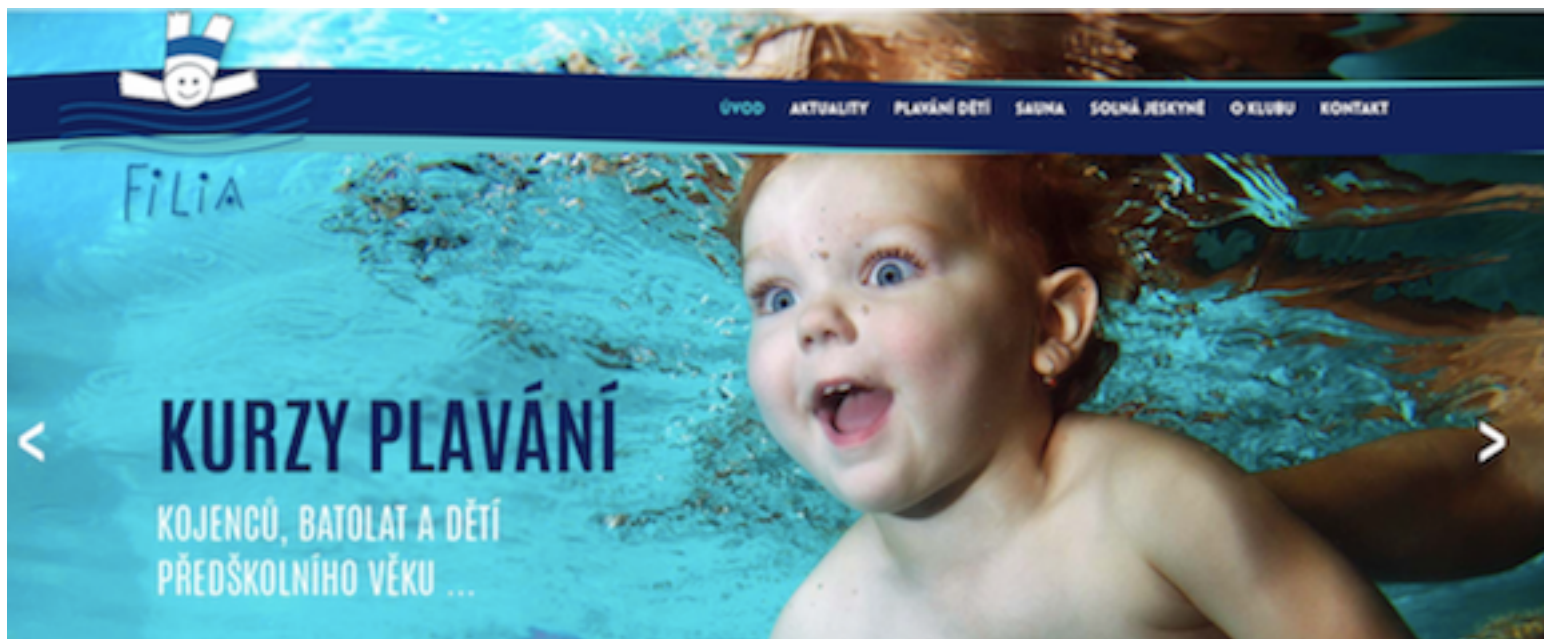 ÚVOD AKTUALITY PLAVÁNÍ DĚTÍ SAUNA SOLNÁ JESKYNĚ O KLUBU KONTAKT
FiLiA
KURZY PLAVÁNÍ
KOJENCŮ, BATOLAT A DĚTÍ
PŘEDŠKOLNÍHO VĚKU ...